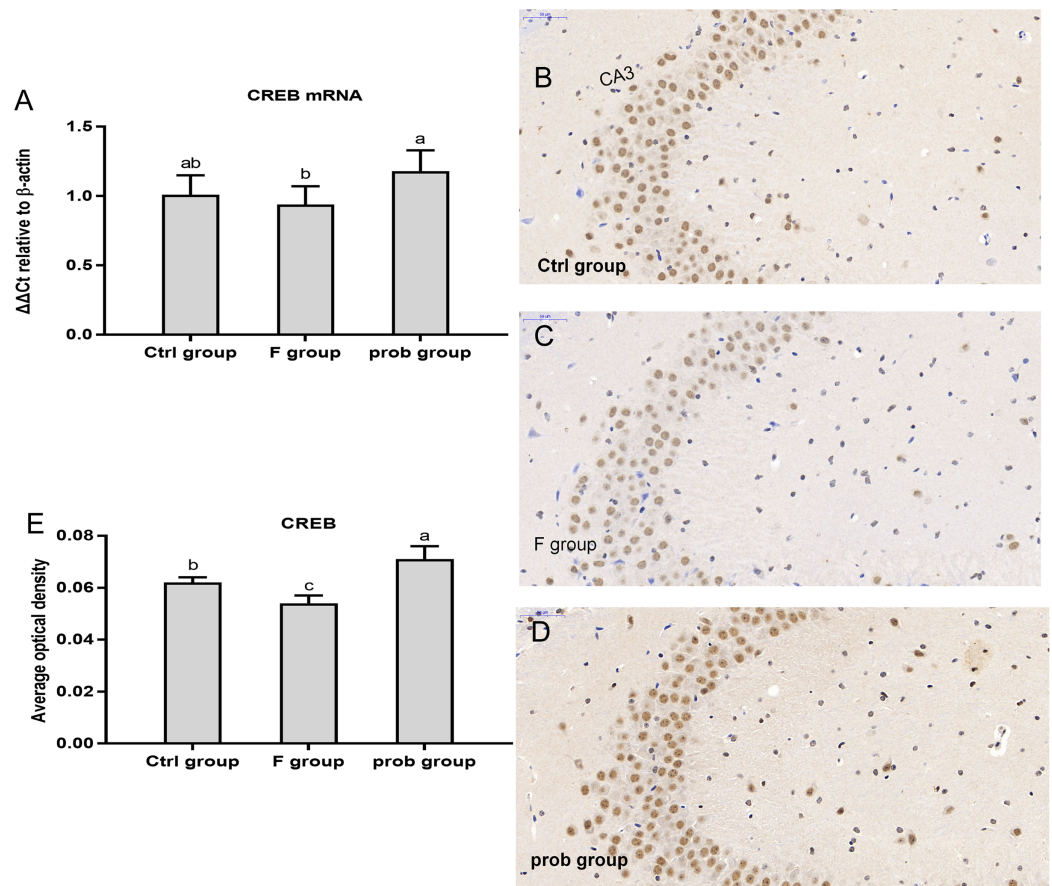 A
CREB mRNA
ΔΔCt relative to β-actin
1.5
1.0
0.5
0.0
ab
b
a
Ctrl group
F group
prob group
B
CA3
Ctrl group
C
F group
D
prob group
E
CREB
Average optical density
0.08
0.06
0.04
0.02
0.00
b
c
a
Ctrl group
F group
prob group